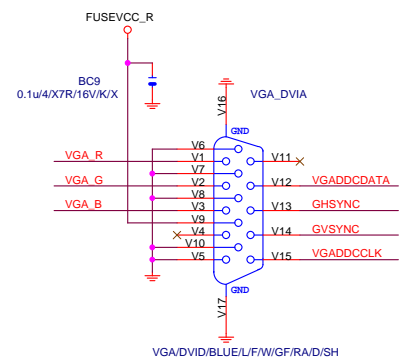 FUSEVCC_R
BC9
0.1u/4/X7R/16V/K/X
VGA_DVIA
V16
GND
V6
VGA_R V1 V11
V7
VGA_G V2 V12 VGADDCDATA
V8
VGA_B V3 V13 GHSYNC
V9
V4 V14 GVSYNC
V10
V5 V15 VGADDCCLK
GND
V17
VGA/DVID/BLUE/L/F/W/GF/RA/D/SH